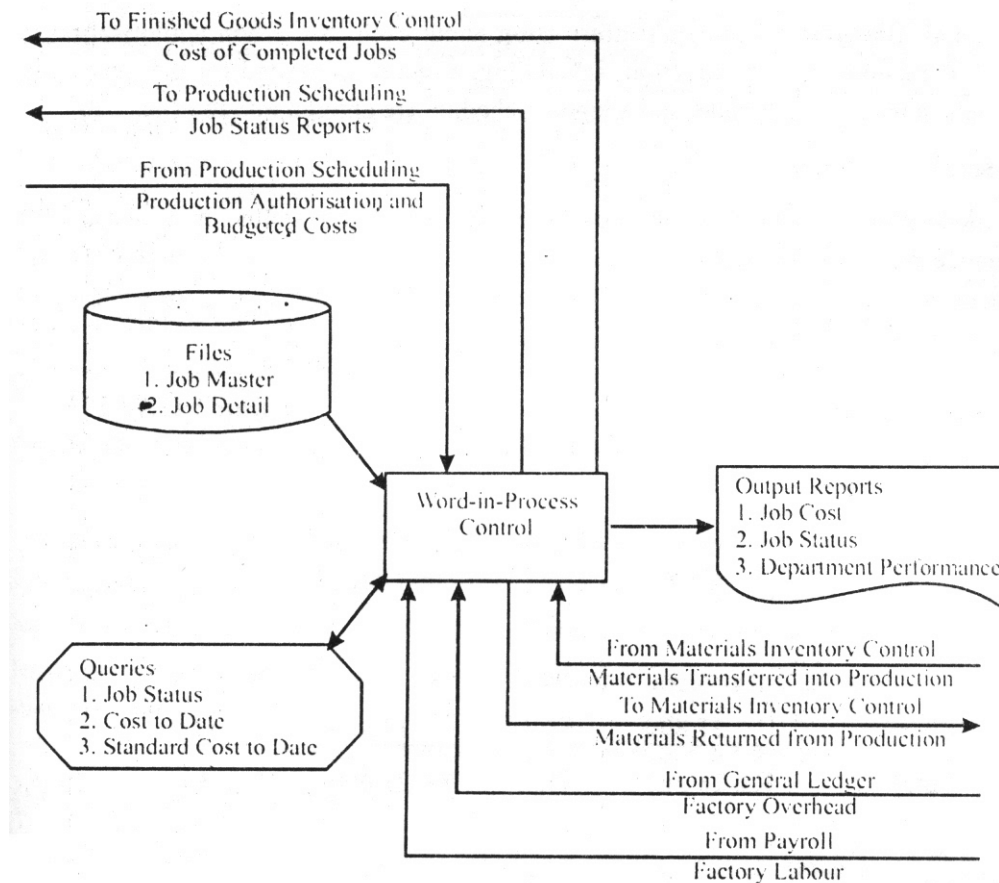 To Finished Goods Inventory Control
Cost of Completed Jobs
To Production Scheduling
Job Status Reports
From Production Scheduling
Production Authorisation and
Budgeted Costs
Files
1. Job Master
2. Job Detail
Word-in-Process
Control
Output Reports
1. Job Cost
2. Job Status
3. Department Performance
Queries
1. Job Status
2. Cost to Date
3. Standard Cost to Date
From Materials Inventory Control
Materials Transferred into Production
To Materials Inventory Control
Materials Returned from Production
From General Ledger
Factory Overhead
From Payroll
Factory Labour